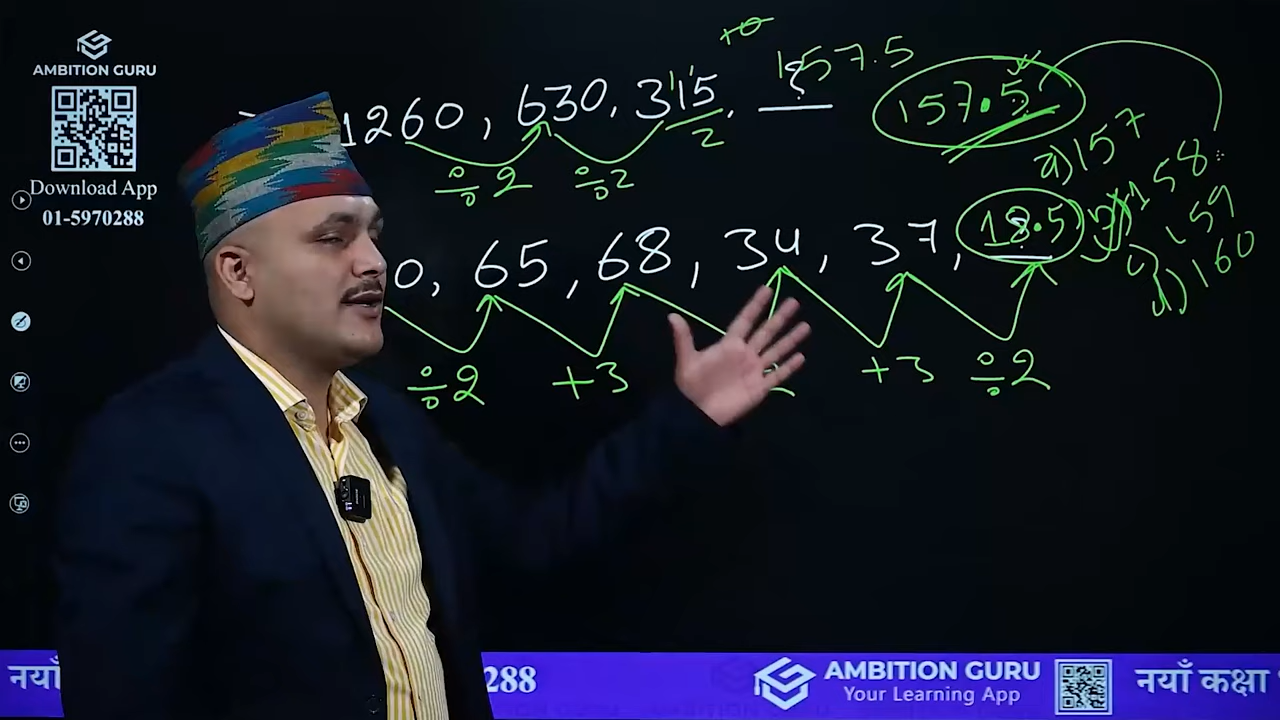 AMBITION GURU
Download App
01-5970288
1260, 630, 315, 157.5
157.5
+0
÷2 ÷2 2
a) 157
b) 158
c) 159
d) 160
0, 65, 68, 34, 37, 18.5
÷2 +3 2 +3 ÷2
नयाँ
288
AMBITION GURU
Your Learning App
नयाँ कक्षा